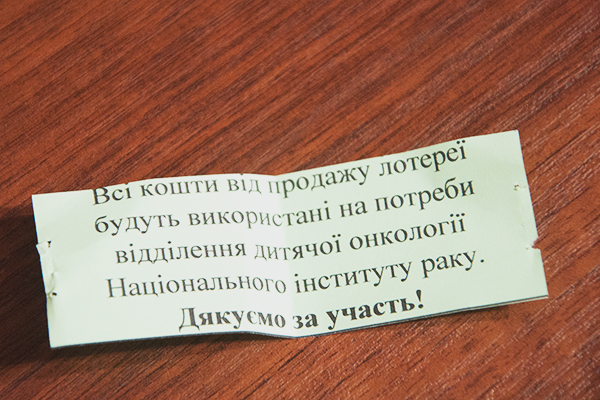 Всі кошти від продажу лотереї
будуть використані на потреби
відділення дитячої онкології
Національного інституту раку.
Дякуємо за участь!